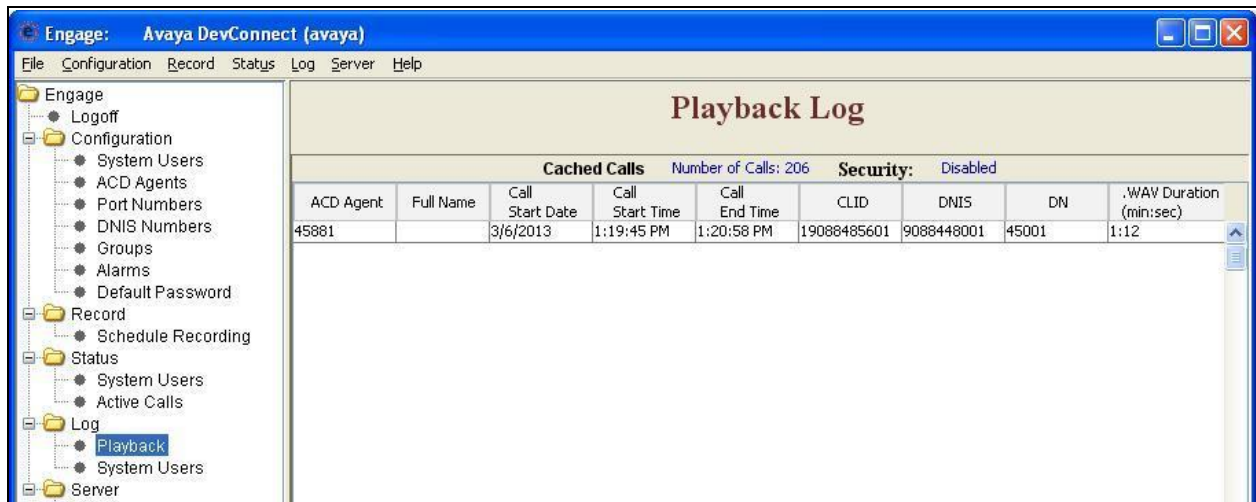 Engage: Avaya DevConnect (avaya)
File Configuration Record Status Log Server Help
Engage
Logoff
Configuration
System Users
ACD Agents
Port Numbers
DNIS Numbers
Groups
Alarms
Default Password
Record
Schedule Recording
Status
System Users
Active Calls
Log
Playback
System Users
Server
Playback Log
Cached Calls Number of Calls: 206 Security: Disabled
ACD Agent Full Name Call Start Date Call Start Time Call End Time CLID DNIS DN .WAV Duration (min:sec)
45881 3/6/2013 1:19:45 PM 1:20:58 PM 19088485601 9088448001 45001 1:12